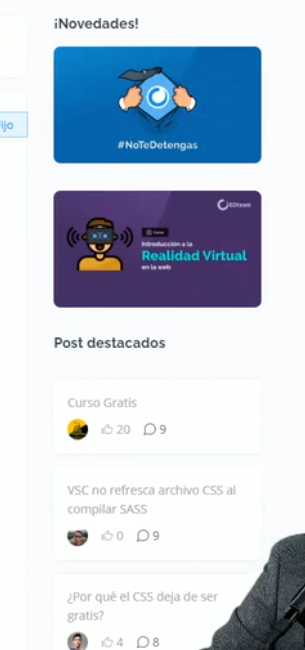 ¡Novedades!
Fijo
#NoTeDetengas
EDteam
Curso
Introducción a la
Realidad Virtual
en la web
Post destacados
Curso Gratis
20 9
VSC no refresca archivo CSS al
compilar SASS
0 9
¿Por qué el CSS deja de ser
gratis?
4 8